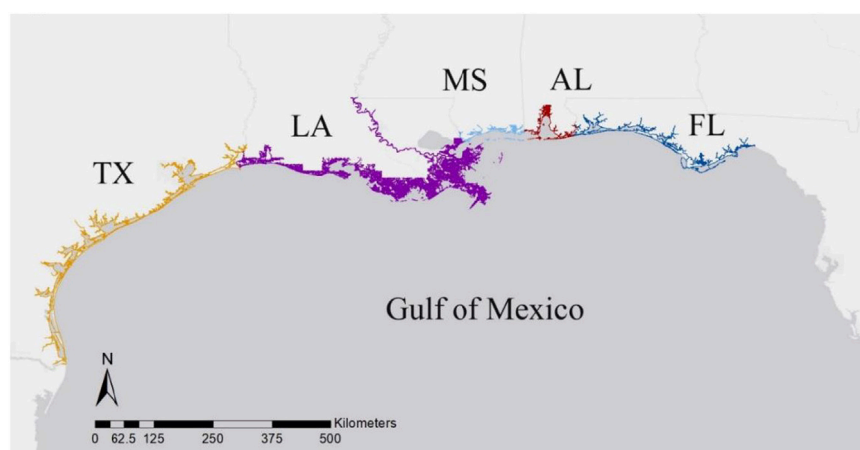 MS
AL
LA
FL
TX
Gulf of Mexico
N
Kilometers
0 62.5 125 250 375 500